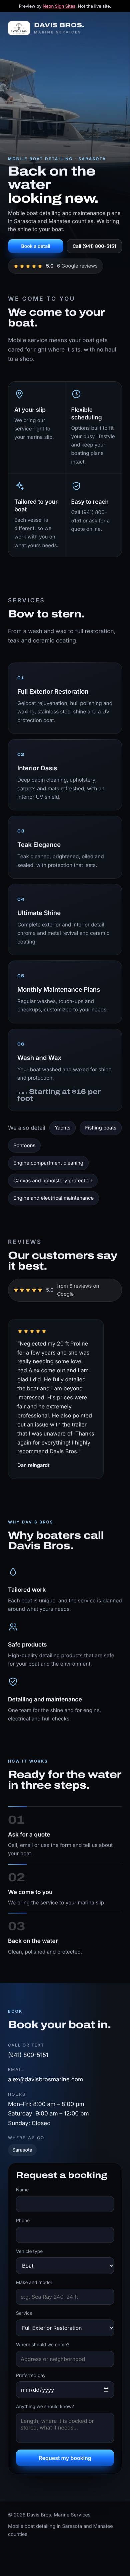 Preview by Neon Sign Sites. Not the live site.
DAVIS BROS.
MARINE SERVICES
MOBILE BOAT DETAILING · SARASOTA
Back on the
water
looking new.
Mobile boat detailing and maintenance plans
in Sarasota and Manatee counties. We bring
the shine to your boat.
Book a detail
Call (941) 800-5151
★★★★★ 5.0 6 Google reviews
WE COME TO YOU
We come to your
boat.
Mobile service means your boat gets
cared for right where it sits, with no haul
to a shop.
At your slip
We bring our
service right to
your marina slip.
Flexible
scheduling
Options built to fit
your busy lifestyle
and keep your
boating plans
intact.
Tailored to your
boat
Each vessel is
different, so we
work with you on
what yours needs.
Easy to reach
Call (941) 800-
5151 or ask for a
quote online.
SERVICES
Bow to stern.
From a wash and wax to full restoration,
teak and ceramic coating.
01
Full Exterior Restoration
Gelcoat rejuvenation, hull polishing and
waxing, stainless steel shine and a UV
protection coat.
02
Interior Oasis
Deep cabin cleaning, upholstery,
carpets and mats refreshed, with an
interior UV shield.
03
Teak Elegance
Teak cleaned, brightened, oiled and
sealed, with protection that lasts.
04
Ultimate Shine
Complete exterior and interior detail,
chrome and metal revival and ceramic
coating.
05
Monthly Maintenance Plans
Regular washes, touch-ups and
checkups, customized to your needs.
06
Wash and Wax
Your boat washed and waxed for shine
and protection.
from Starting at $16 per
foot
We also detail
Yachts
Fishing boats
Pontoons
Engine compartment cleaning
Canvas and upholstery protection
Engine and electrical maintenance
REVIEWS
Our customers say
it best.
★★★★★ 5.0 from 6 reviews on
Google
★★★★★
"Neglected my 20 ft Proline
for a few years and she was
really needing some love. I
had Alex come out and I am
glad I did. He fully detailed
the boat and I am beyond
impressed. His prices were
fair and he was extremely
professional. He also pointed
out an issue with the trailer
that I was unaware of. Thanks
again for everything! I highly
recommend Davis Bros."
Dan reingardt
WHY DAVIS BROS.
Why boaters call
Davis Bros.
Tailored work
Each boat is unique, and the service is planned
around what yours needs.
Safe products
High-quality detailing products that are safe
for your boat and the environment.
Detailing and maintenance
One team for the shine and for engine,
electrical and hull checks.
HOW IT WORKS
Ready for the water
in three steps.
01
Ask for a quote
Call, email or use the form and tell us about
your boat.
02
We come to you
We bring the service to your marina slip.
03
Back on the water
Clean, polished and protected.
BOOK
Book your boat in.
CALL OR TEXT
(941) 800-5151
EMAIL
alex@davisbrosmarine.com
HOURS
Mon–Fri: 8:00 am – 8:00 pm
Saturday: 9:00 am – 12:00 pm
Sunday: Closed
WHERE WE GO
Sarasota
Request a booking
Name
Phone
Vehicle type
Boat
Make and model
e.g. Sea Ray 240, 24 ft
Service
Full Exterior Restoration
Where should we come?
Address or neighborhood
Preferred day
mm/dd/yyyy
Anything we should know?
Length, where it is docked or
stored, what it needs...
Request my booking
© 2026 Davis Bros. Marine Services
Mobile boat detailing in Sarasota and Manatee
counties